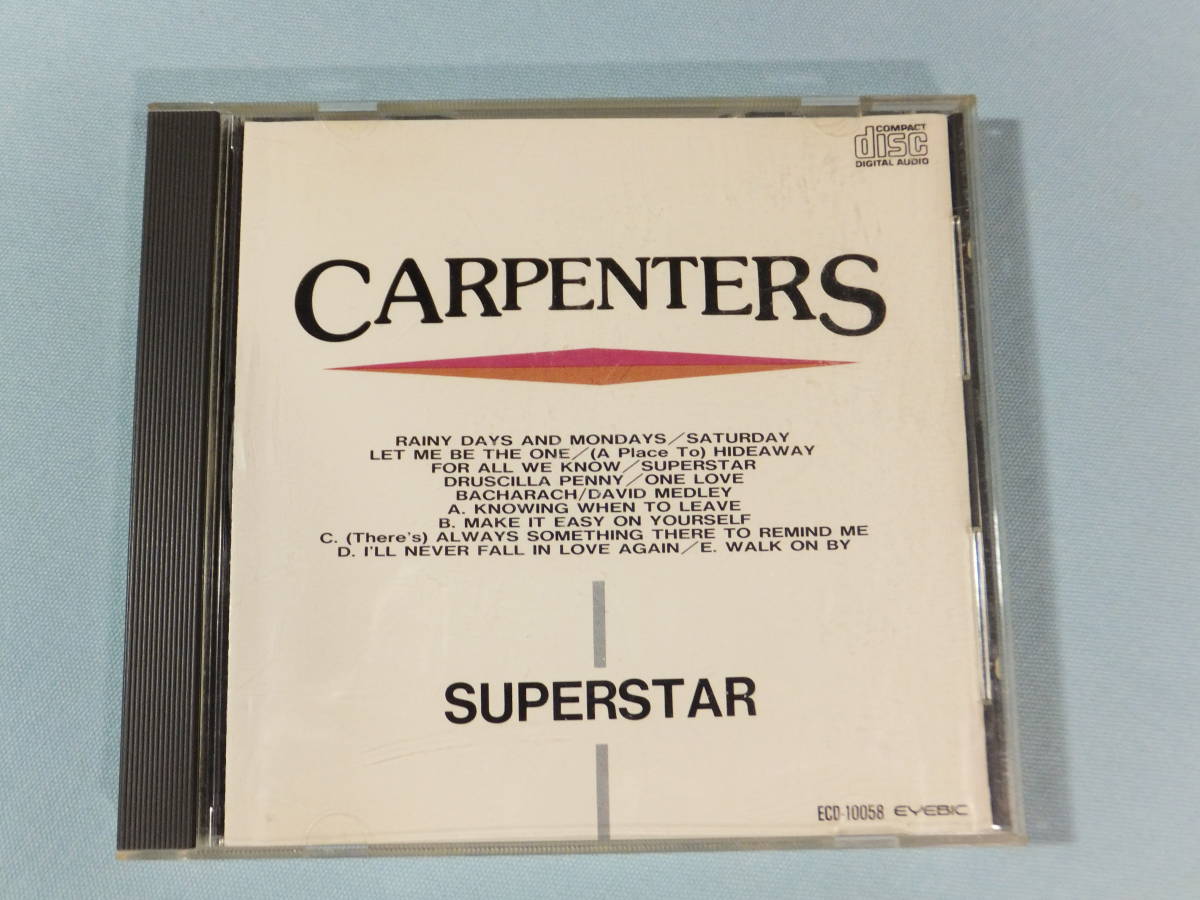 COMPACT
disc
DIGITAL AUDIO
CARPENTERS
RAINY DAYS AND MONDAYS/SATURDAY
LET ME BE THE ONE/(A Place To) HIDEAWAY
FOR ALL WE KNOW/SUPERSTAR
DRUSCILLA PENNY/ONE LOVE
BACHARACH/DAVID MEDLEY
A. KNOWING WHEN TO LEAVE
B. MAKE IT EASY ON YOURSELF
C. (There's) ALWAYS SOMETHING THERE TO REMIND ME
D. I'LL NEVER FALL IN LOVE AGAIN/E. WALK ON BY
SUPERSTAR
ECD-10058 EYEBIC